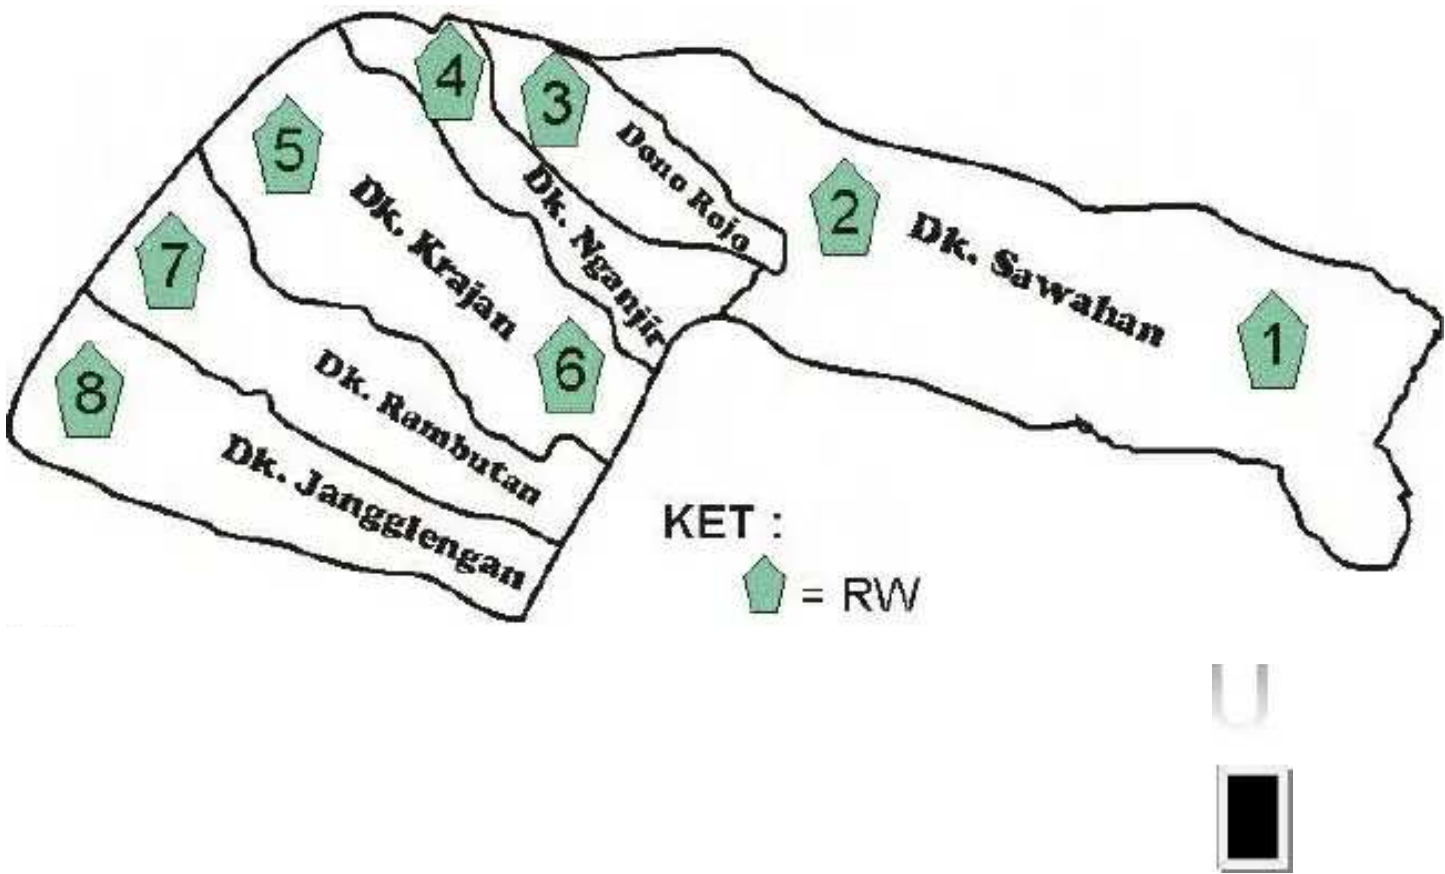 4
3
5
Dono Rojo
2
Dk. Nganjir
Dk. Krajan
Dk. Sawahan
7
1
6
8
Dk. Rambutan
Dk. Jangglengan
KET :
= RW